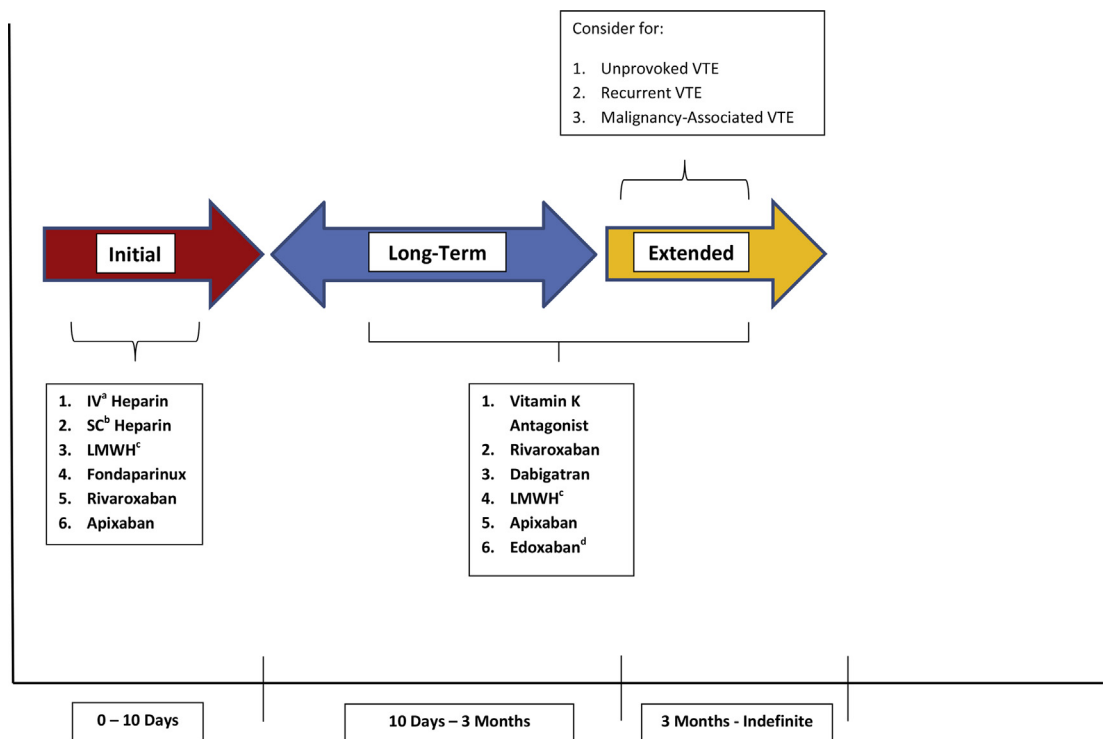 Consider for:
1. Unprovoked VTE
2. Recurrent VTE
3. Malignancy-Associated VTE
Initial
Long-Term
Extended
1. IVᵃ Heparin
2. SCᵇ Heparin
3. LMWHᶜ
4. Fondaparinux
5. Rivaroxaban
6. Apixaban
1. Vitamin K
Antagonist
2. Rivaroxaban
3. Dabigatran
4. LMWHᶜ
5. Apixaban
6. Edoxabanᵈ
0 – 10 Days
10 Days – 3 Months
3 Months - Indefinite